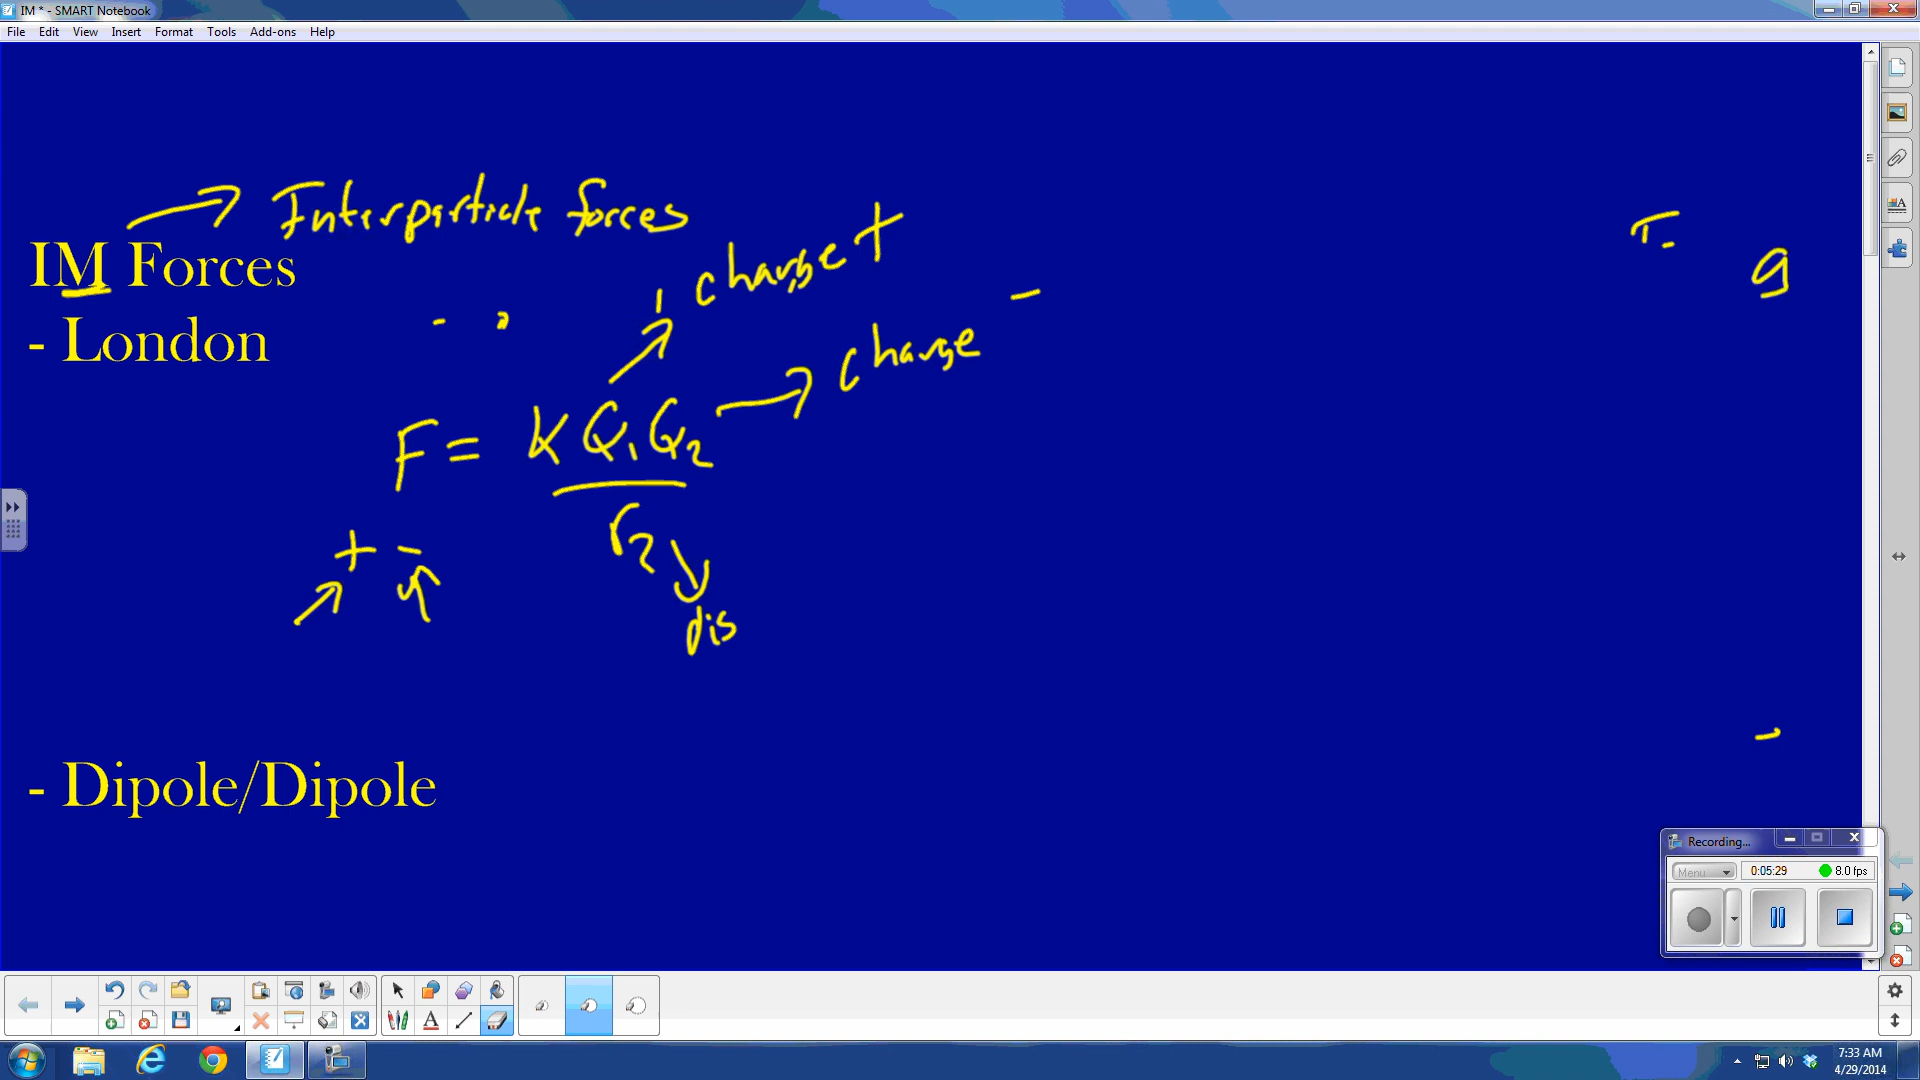 IM * - SMART Notebook
File Edit View Insert Format Tools Add-ons Help
Interparticle forces
IM Forces
charge +
- London
charge -
F = K Q1 Q2
r2
+ -
dis
g
- Dipole/Dipole
Recording...
Menu 0:05:29 8.0 fps
7:33 AM
4/29/2014